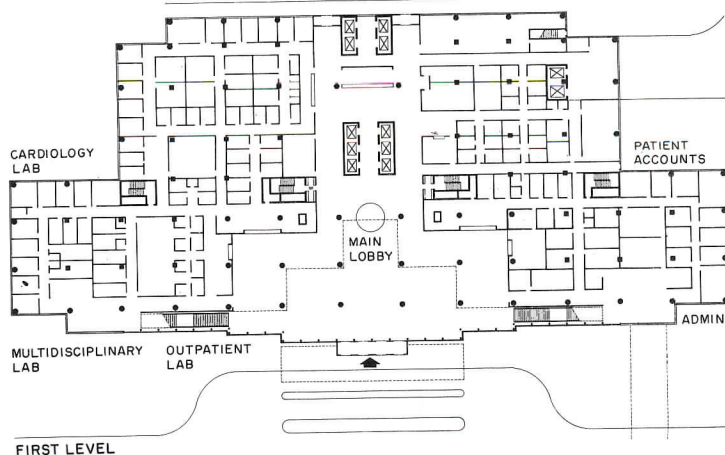 CARDIOLOGY
LAB
PATIENT
ACCOUNTS
MAIN
LOBBY
ADMIN
MULTIDISCIPLINARY
LAB
OUTPATIENT
LAB
FIRST LEVEL